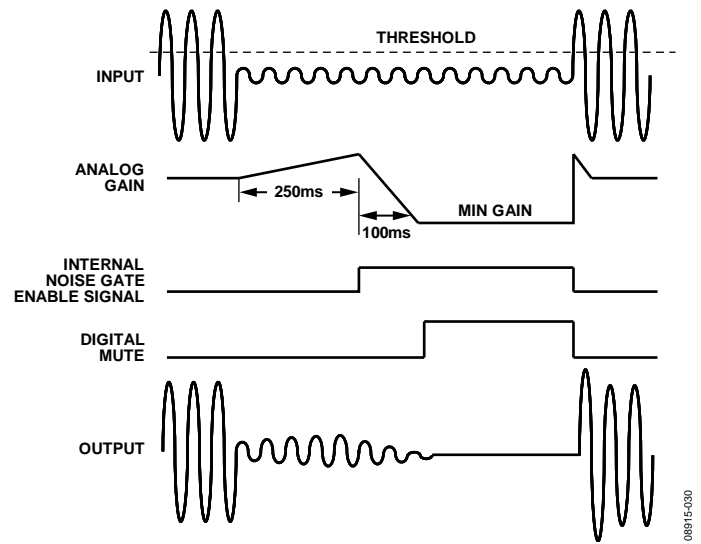 THRESHOLD
INPUT
ANALOG
GAIN
250ms
MIN GAIN
100ms
INTERNAL
NOISE GATE
ENABLE SIGNAL
DIGITAL
MUTE
OUTPUT
08915-030